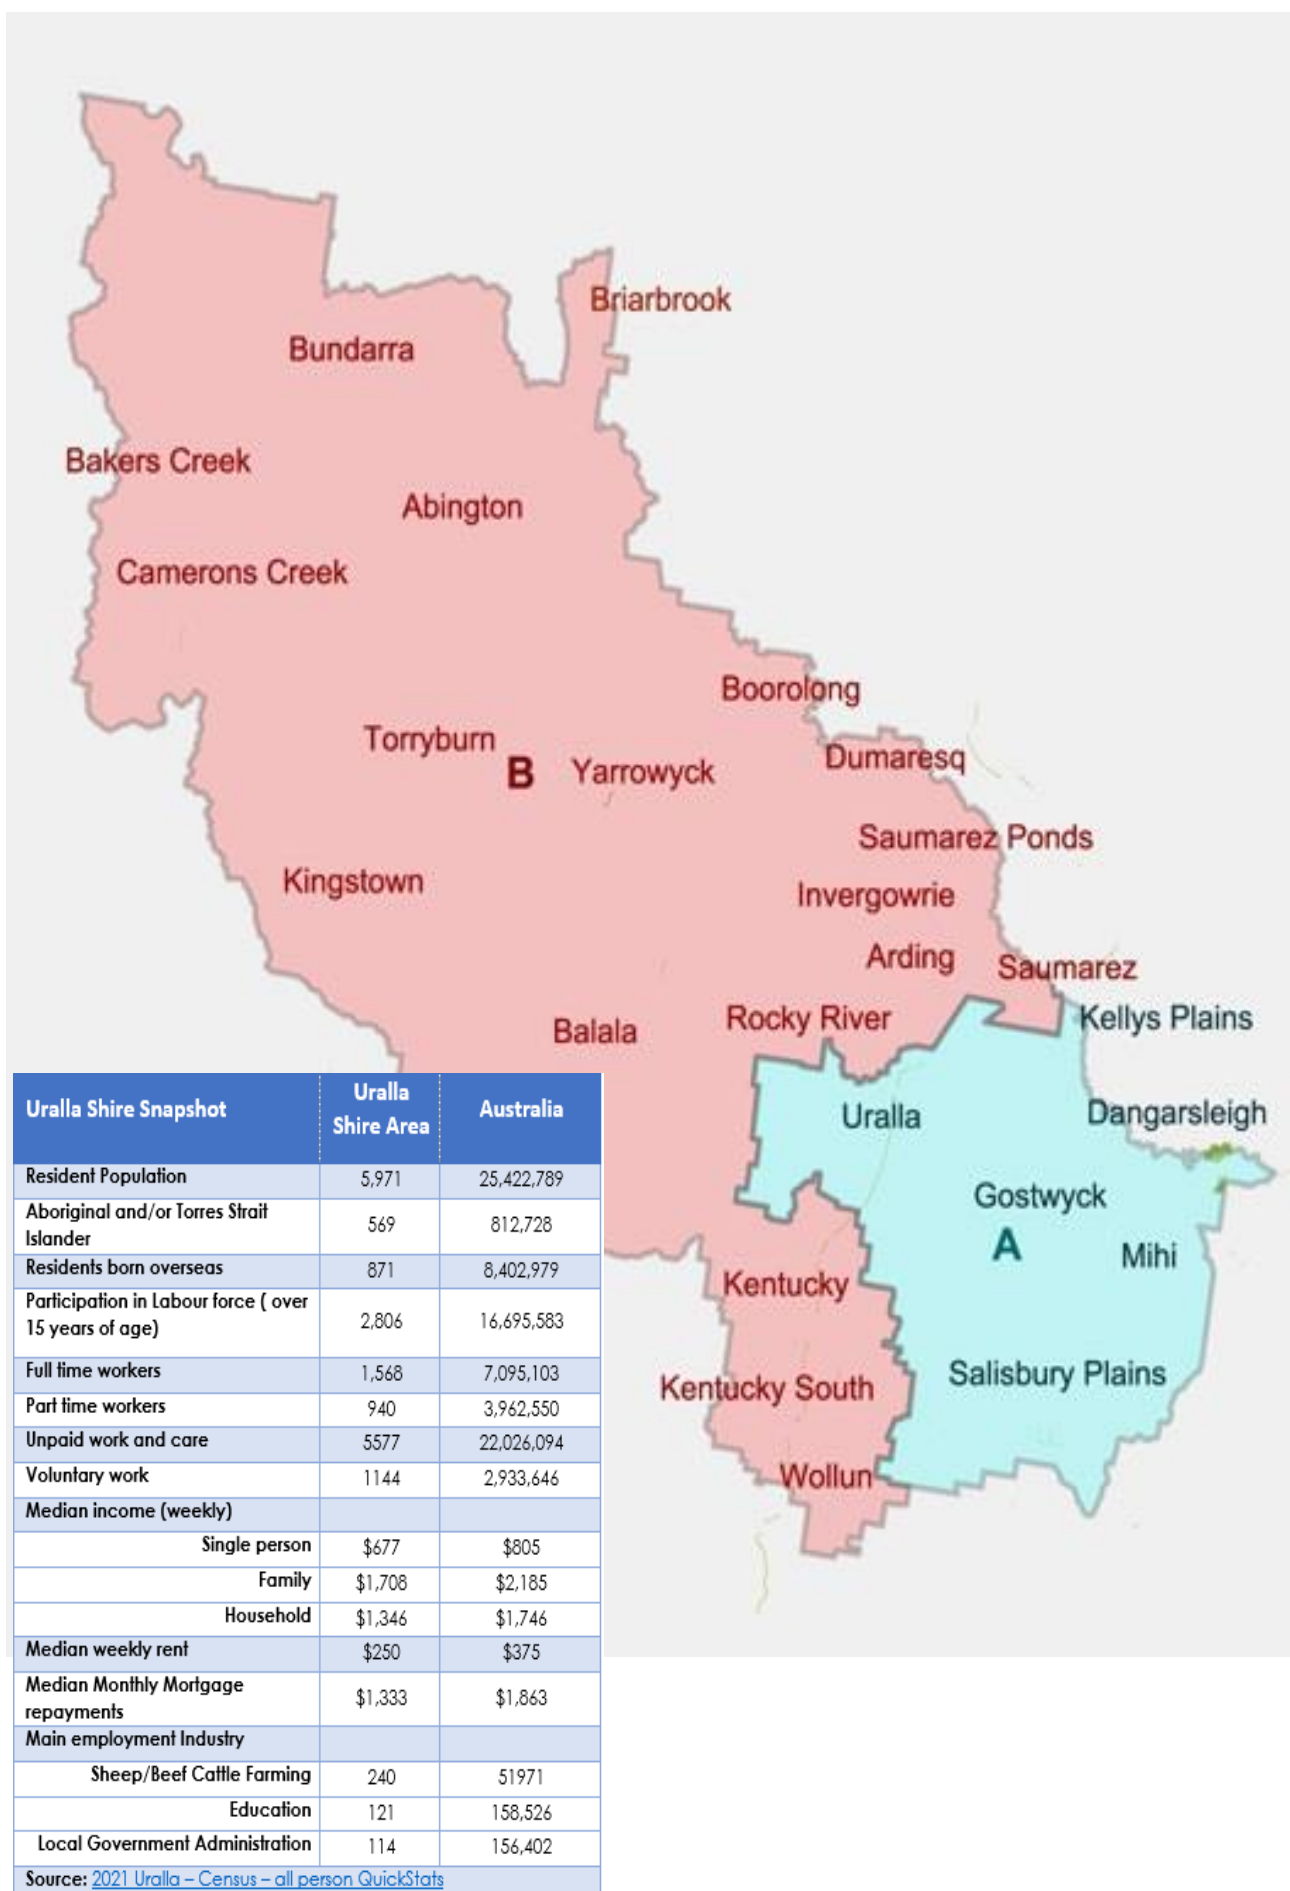 Briarbrook
Bundarra
Bakers Creek
Abington
Camerons Creek
Boorolong
Torryburn
B
Yarrowyck
Dumaresq
Saumarez Ponds
Kingstown
Invergowrie
Arding
Saumarez
Rocky River
Kellys Plains
Balala
Uralla
Dangarsleigh
Gostwyck
A
Mihi
Kentucky
Salisbury Plains
Kentucky South
Wollun
Uralla Shire Snapshot
Uralla
Shire Area
Australia
Resident Population 5,971 25,422,789
Aboriginal and/or Torres Strait
Islander 569 812,728
Residents born overseas 871 8,402,979
Participation in Labour force ( over
15 years of age) 2,806 16,695,583
Full time workers 1,568 7,095,103
Part time workers 940 3,962,550
Unpaid work and care 5577 22,026,094
Voluntary work 1144 2,933,646
Median income (weekly)
Single person $677 $805
Family $1,708 $2,185
Household $1,346 $1,746
Median weekly rent $250 $375
Median Monthly Mortgage
repayments $1,333 $1,863
Main employment Industry
Sheep/Beef Cattle Farming 240 51971
Education 121 158,526
Local Government Administration 114 156,402
Source: 2021 Uralla – Census – all person QuickStats